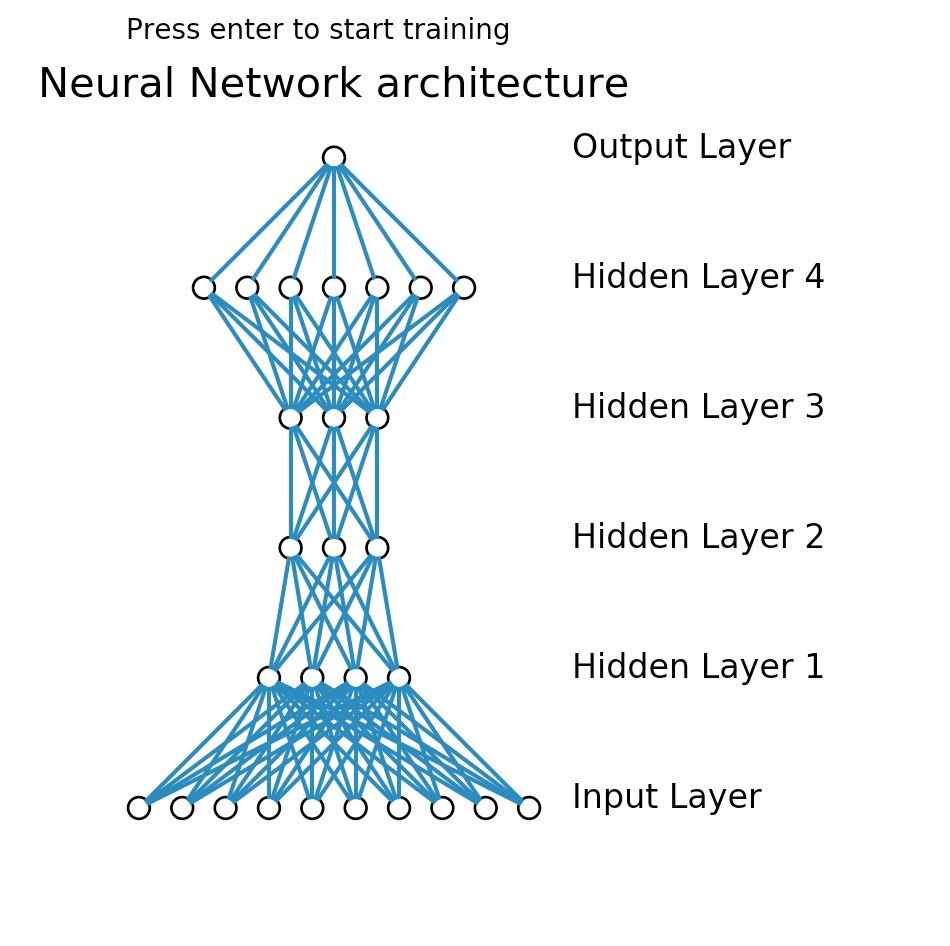 Press enter to start training
Neural Network architecture
Output Layer
Hidden Layer 4
Hidden Layer 3
Hidden Layer 2
Hidden Layer 1
Input Layer